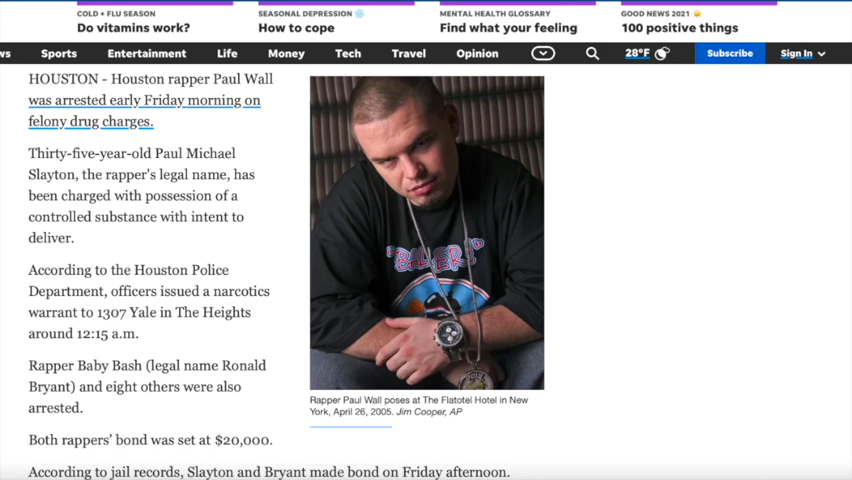 COLD + FLU SEASON
Do vitamins work?
SEASONAL DEPRESSION
How to cope
MENTAL HEALTH GLOSSARY
Find what your feeling
GOOD NEWS 2021
100 positive things
ws Sports Entertainment Life Money Tech Travel Opinion 28°F Subscribe Sign In
HOUSTON - Houston rapper Paul Wall
was arrested early Friday morning on
felony drug charges.
Thirty-five-year-old Paul Michael
Slayton, the rapper's legal name, has
been charged with possession of a
controlled substance with intent to
deliver.
According to the Houston Police
Department, officers issued a narcotics
warrant to 1307 Yale in The Heights
around 12:15 a.m.
Rapper Baby Bash (legal name Ronald
Bryant) and eight others were also
arrested.
Both rappers’ bond was set at $20,000.
According to jail records, Slayton and Bryant made bond on Friday afternoon.
Rapper Paul Wall poses at The Flatotel Hotel in New
York, April 26, 2005. Jim Cooper, AP